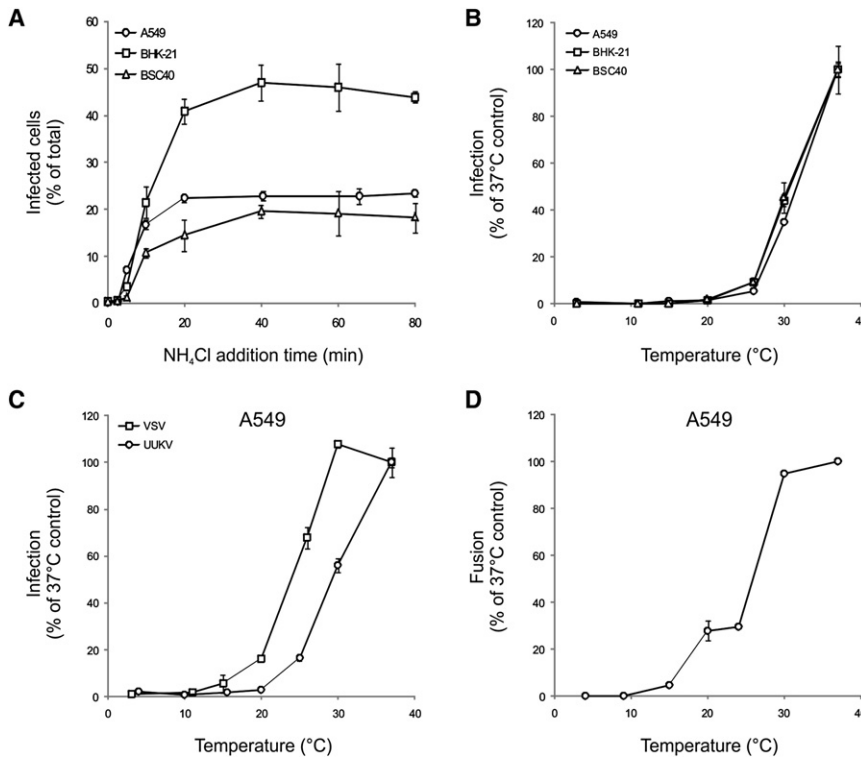 A
A549
BHK-21
BSC40
Infected cells
(% of total)
60
50
40
30
20
10
0
0 20 40 60 80
NH₄Cl addition time (min)
B
A549
BHK-21
BSC40
Infection
(% of 37°C control)
120
100
80
60
40
20
0
0 10 20 30 40
Temperature (°C)
C
A549
VSV
UUKV
Infection
(% of 37°C control)
120
100
80
60
40
20
0
0 10 20 30 40
Temperature (°C)
D
A549
Fusion
(% of 37°C control)
120
100
80
60
40
20
0
0 10 20 30 40
Temperature (°C)